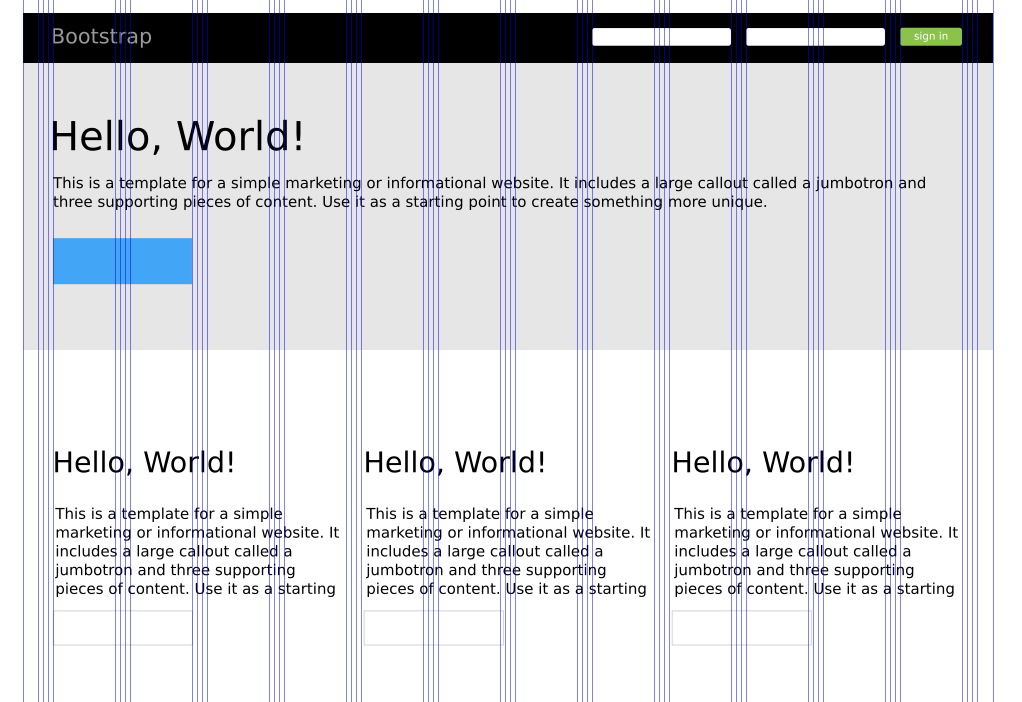 Bootstrap
sign in
Hello, World!
This is a template for a simple marketing or informational website. It includes a large callout called a jumbotron and
three supporting pieces of content. Use it as a starting point to create something more unique.
Hello, World!
This is a template for a simple
marketing or informational website. It
includes a large callout called a
jumbotron and three supporting
pieces of content. Use it as a starting
Hello, World!
This is a template for a simple
marketing or informational website. It
includes a large callout called a
jumbotron and three supporting
pieces of content. Use it as a starting
Hello, World!
This is a template for a simple
marketing or informational website. It
includes a large callout called a
jumbotron and three supporting
pieces of content. Use it as a starting